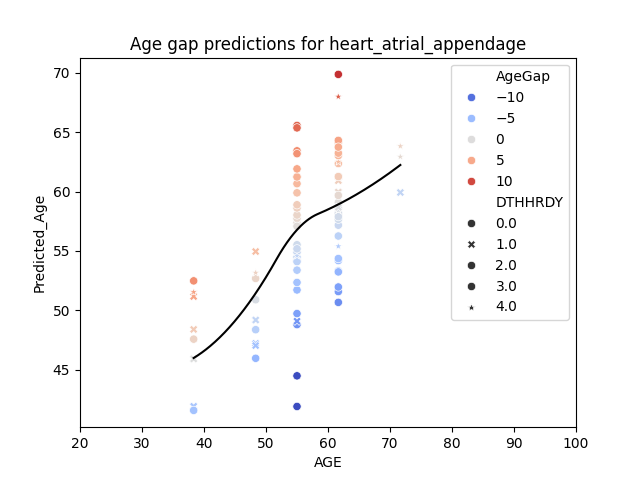 Age gap predictions for heart_atrial_appendage
Predicted_Age
70
65
60
55
50
45
20 30 40 50 60 70 80 90 100
AGE
AgeGap
−10
−5
0
5
10
DTHHRDY
0.0
1.0
2.0
3.0
4.0